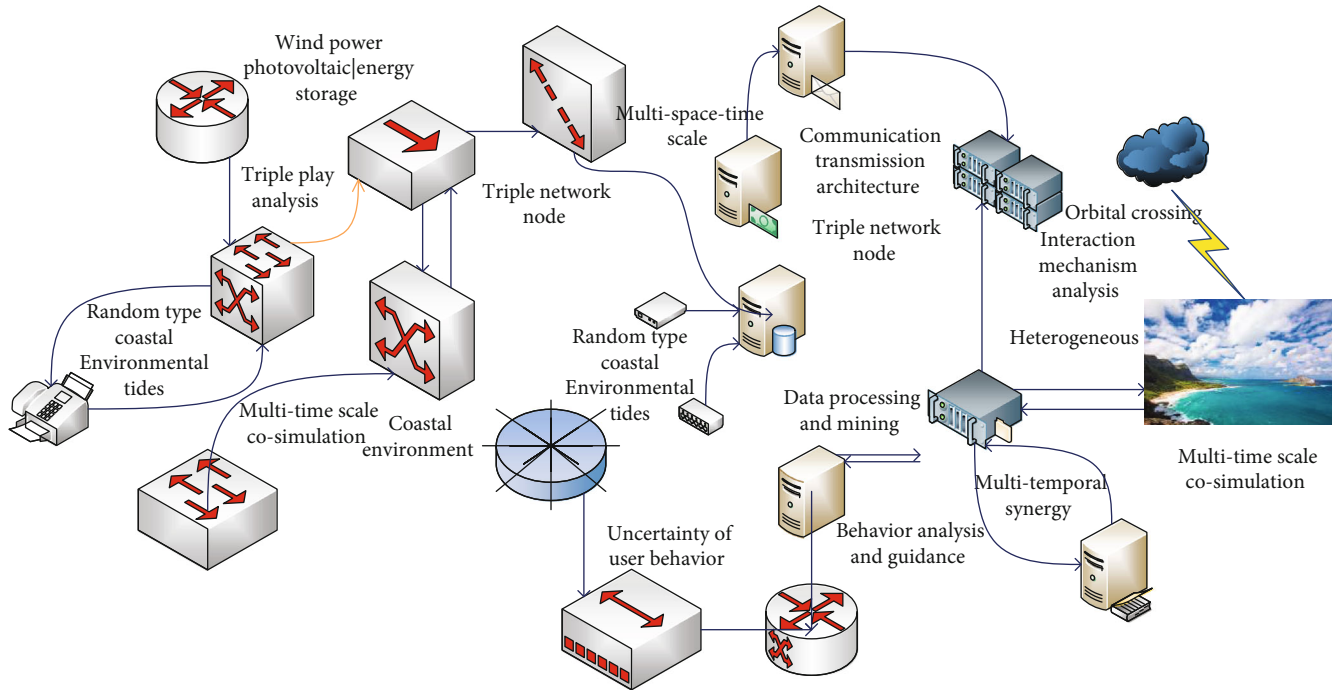 Wind power
photovoltaic|energy
storage
Triple play
analysis
Triple network
node
Multi-space-time
scale
Communication
transmission
architecture
Triple network
node
Orbital crossing
Interaction
mechanism
analysis
Random type
coastal
Environmental
tides
Random type
coastal
Environmental
tides
Heterogeneous
Multi-time scale
co-simulation
Coastal
environment
Data processing
and mining
Multi-time scale
co-simulation
Multi-temporal
synergy
Uncertainty of
user behavior
Behavior analysis
and guidance